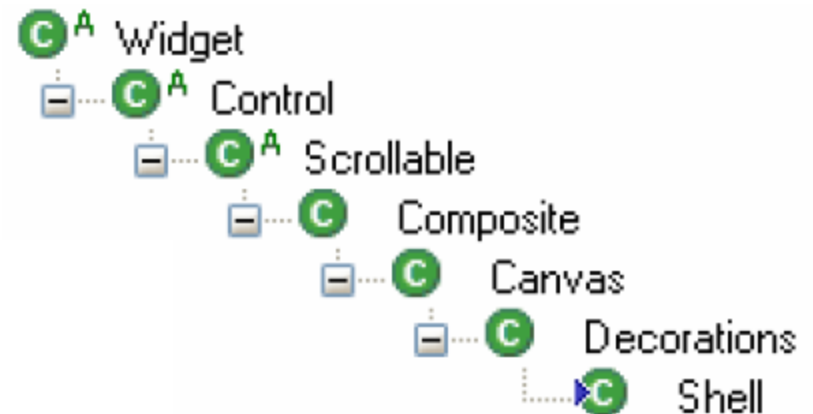 C A Widget
C A Control
C A Scrollable
C Composite
C Canvas
C Decorations
C Shell